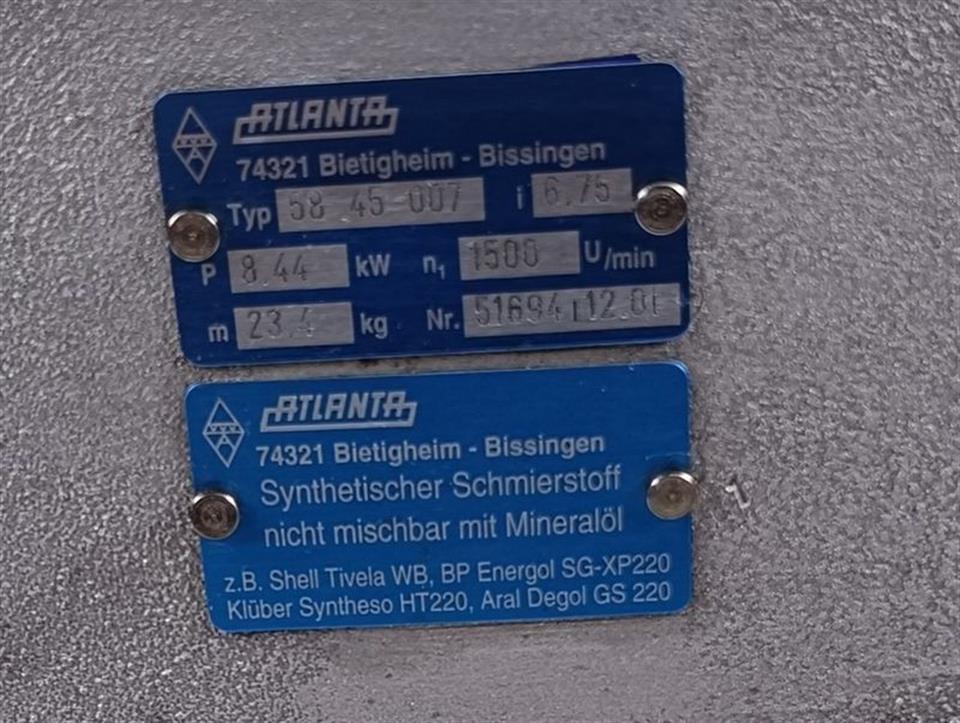 ATLANTA
74321 Bietigheim - Bissingen
Typ 58 45 007 i 6,75
P 8,44 kW n₁ 1500 U/min
m 23,4 kg Nr.
ATLANTA
74321 Bietigheim - Bissingen
Synthetischer Schmierstoff
nicht mischbar mit Mineralöl
z.B. Shell Tivela WB, BP Energol SG-XP220
Klüber Syntheso HT220, Aral Degol GS 220